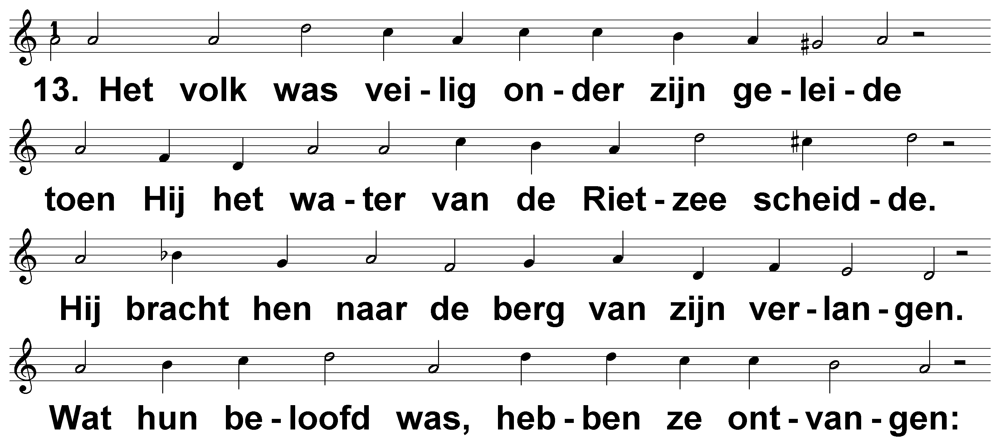 1
13. Het volk was vei - lig on - der zijn ge - lei - de
toen Hij het wa - ter van de Riet - zee scheid - de.
Hij bracht hen naar de berg van zijn ver - lan - gen.
Wat hun be - loofd was, heb - ben ze ont - van - gen: